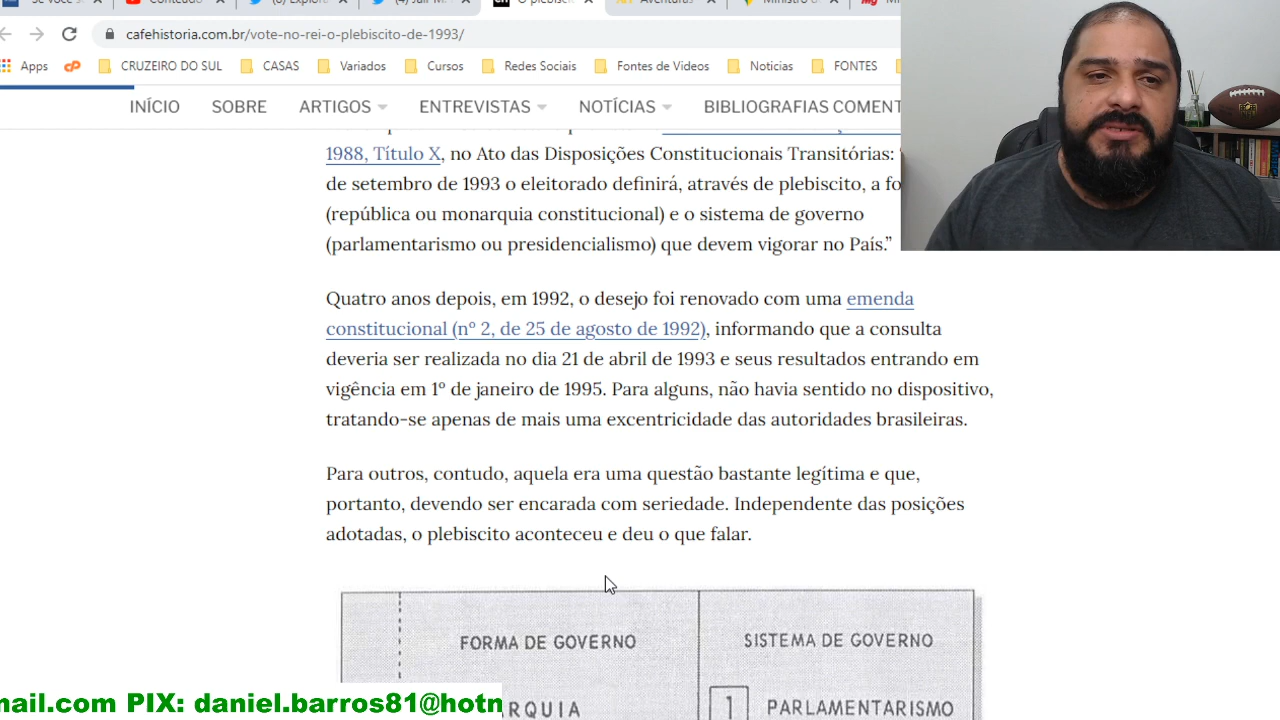 Se você s
Conteúdo
O plebisci
Aventuras
Ministro d
cafehistoria.com.br/vote-no-rei-o-plebiscito-de-1993/
Apps CRUZEIRO DO SUL CASAS Variados Cursos Redes Sociais Fontes de Videos Noticias FONTES
INÍCIO SOBRE ARTIGOS ENTREVISTAS NOTÍCIAS BIBLIOGRAFIAS COMENT
1988, Título X, no Ato das Disposições Constitucionais Transitórias:
de setembro de 1993 o eleitorado definirá, através de plebiscito, a fo
(república ou monarquia constitucional) e o sistema de governo
(parlamentarismo ou presidencialismo) que devem vigorar no País.”
Quatro anos depois, em 1992, o desejo foi renovado com uma emenda
constitucional (nº 2, de 25 de agosto de 1992), informando que a consulta
deveria ser realizada no dia 21 de abril de 1993 e seus resultados entrando em
vigência em 1º de janeiro de 1995. Para alguns, não havia sentido no dispositivo,
tratando-se apenas de mais uma excentricidade das autoridades brasileiras.
Para outros, contudo, aquela era uma questão bastante legítima e que,
portanto, devendo ser encarada com seriedade. Independente das posições
adotadas, o plebiscito aconteceu e deu o que falar.
FORMA DE GOVERNO SISTEMA DE GOVERNO
RQUIA 1 PARLAMENTARISMO
mail.com PIX: daniel.barros81@hotn